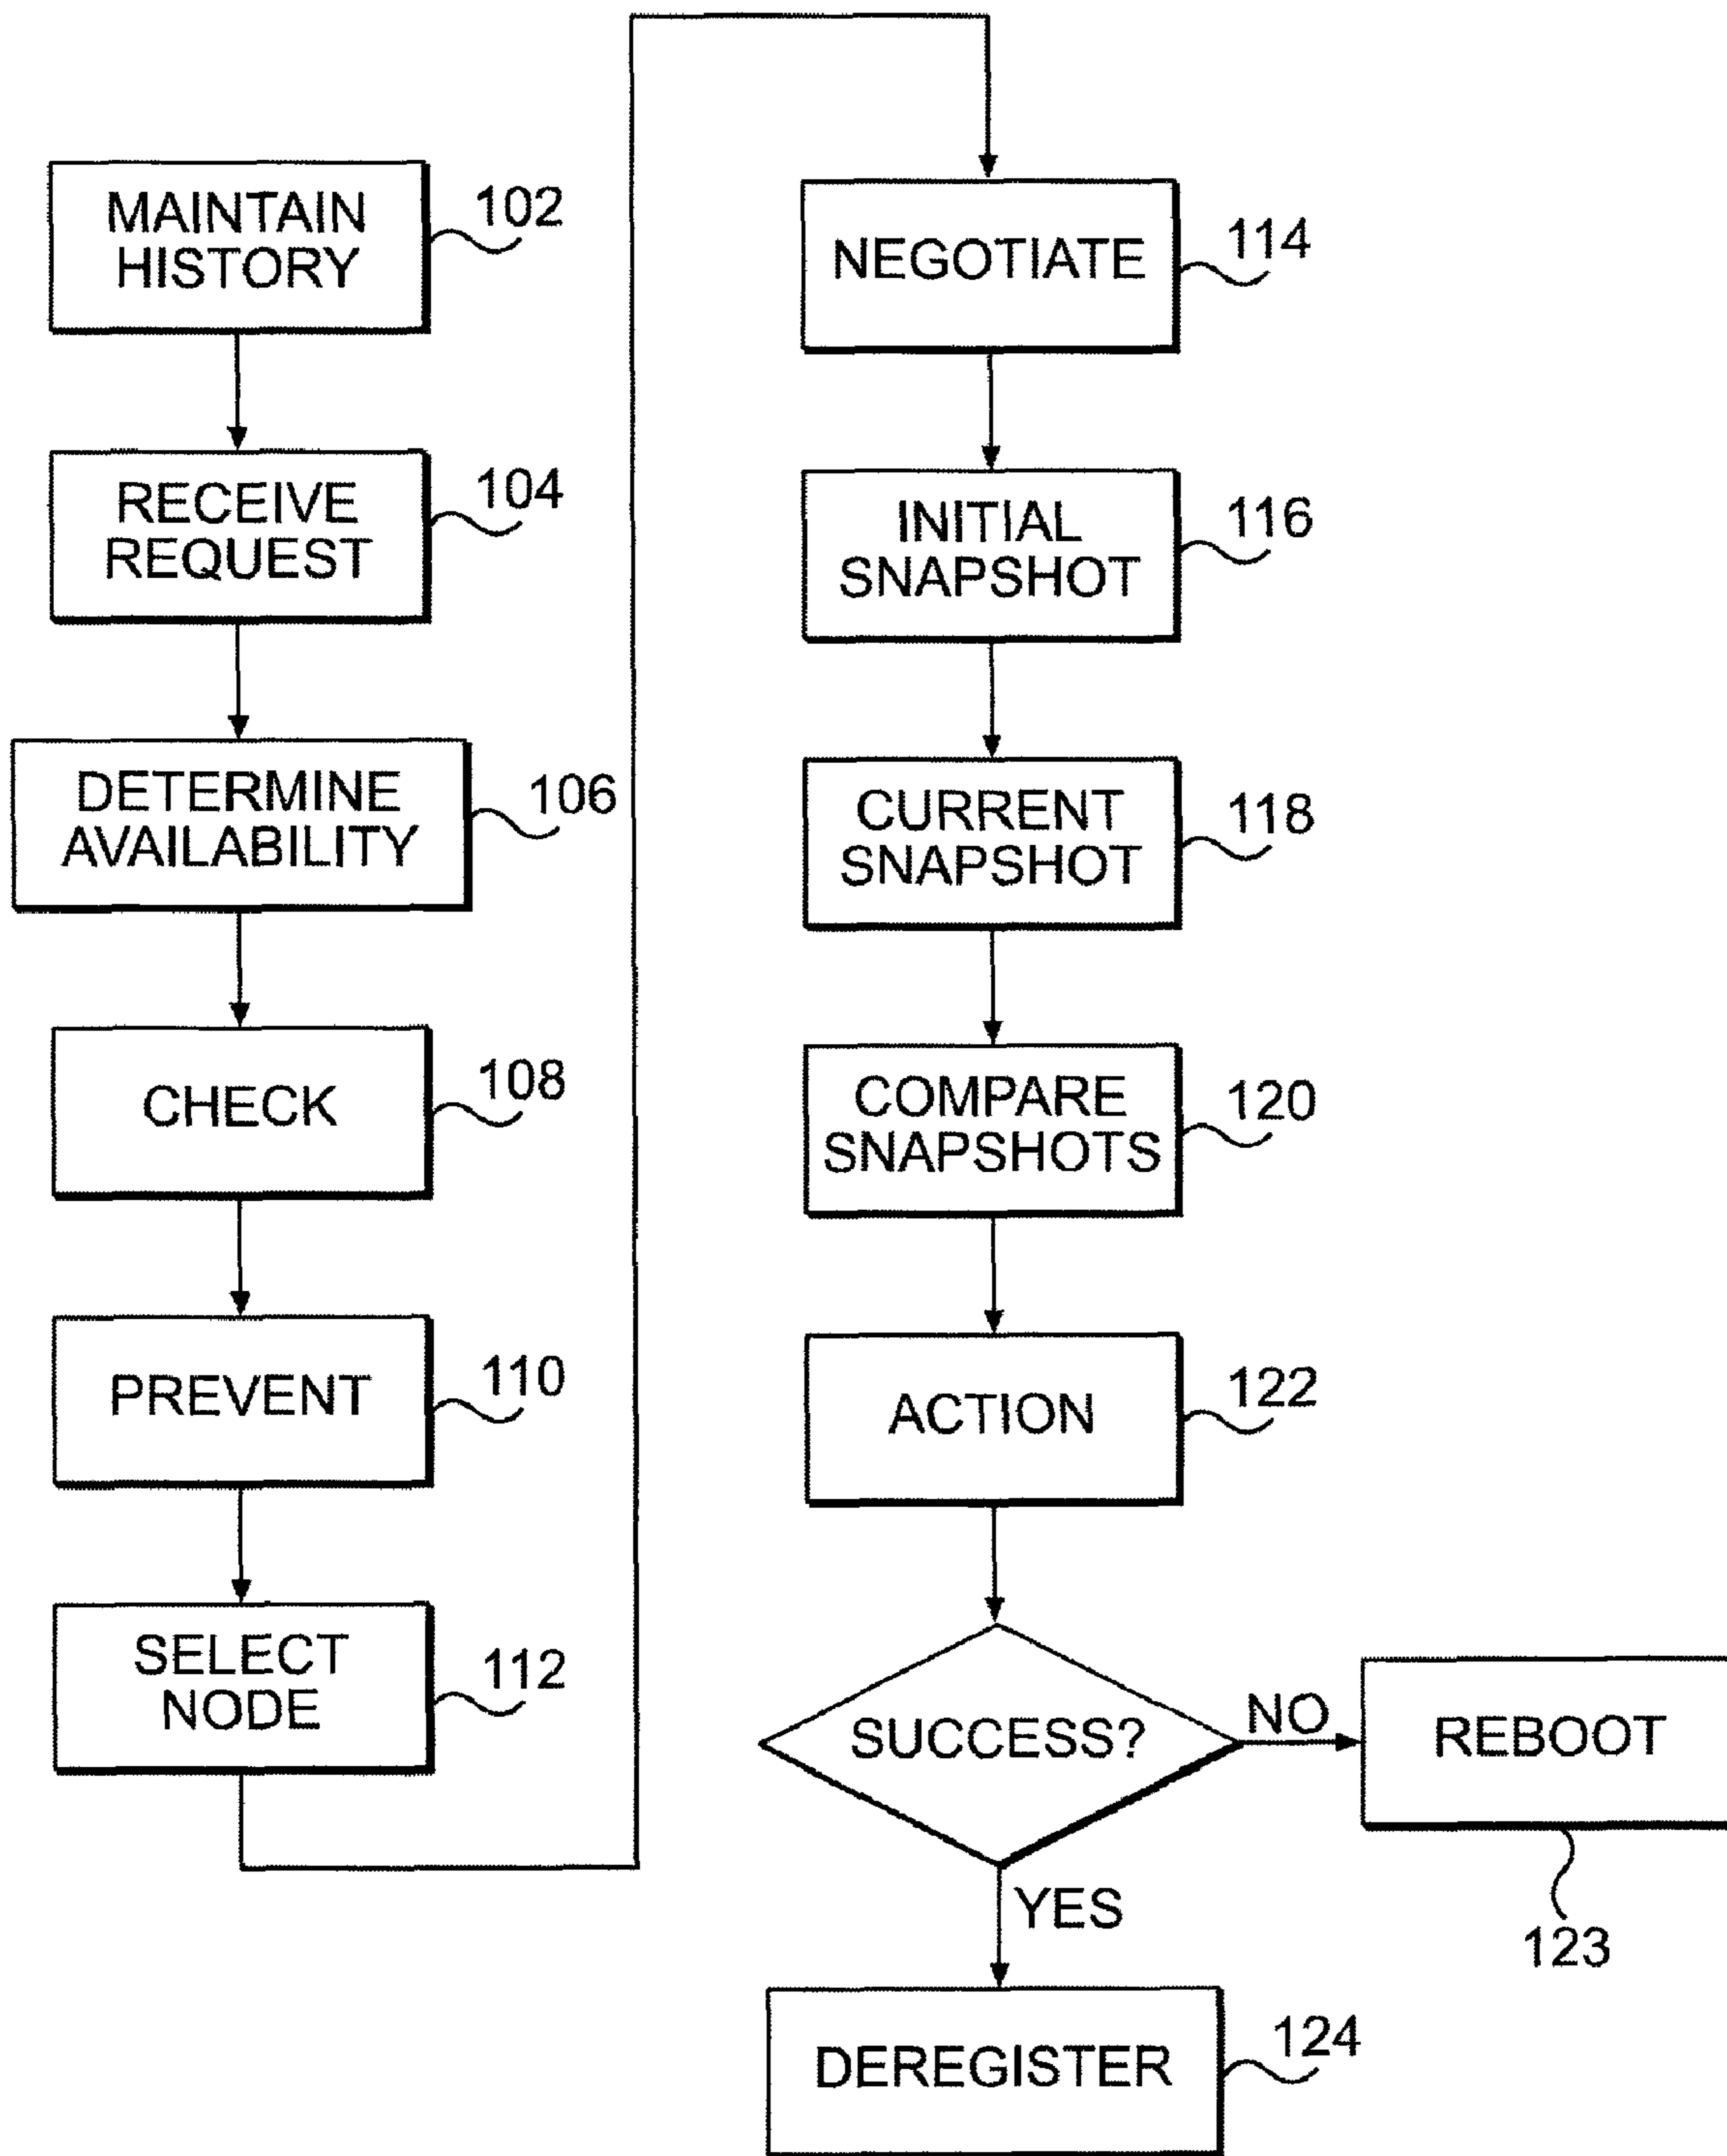 MAINTAIN
HISTORY
102
RECEIVE
REQUEST
104
DETERMINE
AVAILABILITY
106
CHECK
108
PREVENT
110
SELECT
NODE
112
NEGOTIATE
114
INITIAL
SNAPSHOT
116
CURRENT
SNAPSHOT
118
COMPARE
SNAPSHOTS
120
ACTION
122
SUCCESS?
NO
REBOOT
123
YES
DEREGISTER
124